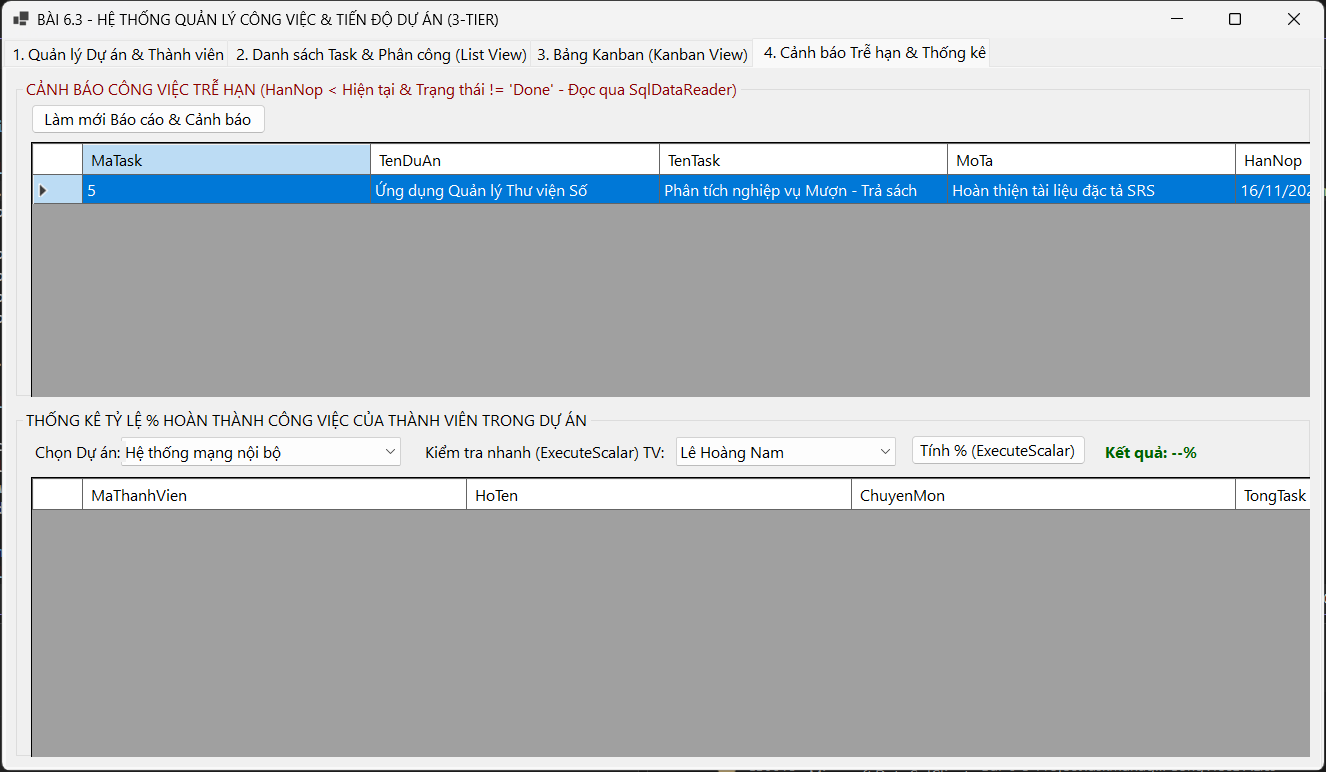 BÀI 6.3 - HỆ THỐNG QUẢN LÝ CÔNG VIỆC & TIẾN ĐỘ DỰ ÁN (3-TIER)
1. Quản lý Dự án & Thành viên 2. Danh sách Task & Phân công (List View) 3. Bảng Kanban (Kanban View) 4. Cảnh báo Trễ hạn & Thống kê
CẢNH BÁO CÔNG VIỆC TRỄ HẠN (HanNop < Hiện tại & Trạng thái != 'Done' - Đọc qua SqlDataReader)
Làm mới Báo cáo & Cảnh báo
MaTask TenDuAn TenTask MoTa HanNop
5 Ứng dụng Quản lý Thư viện Số Phân tích nghiệp vụ Mượn - Trả sách Hoàn thiện tài liệu đặc tả SRS 16/11/202
THỐNG KÊ TỶ LỆ % HOÀN THÀNH CÔNG VIỆC CỦA THÀNH VIÊN TRONG DỰ ÁN
Chọn Dự án: Hệ thống mạng nội bộ Kiểm tra nhanh (ExecuteScalar) TV: Lê Hoàng Nam Tính % (ExecuteScalar) Kết quả: --%
MaThanhVien HoTen ChuyenMon TongTask